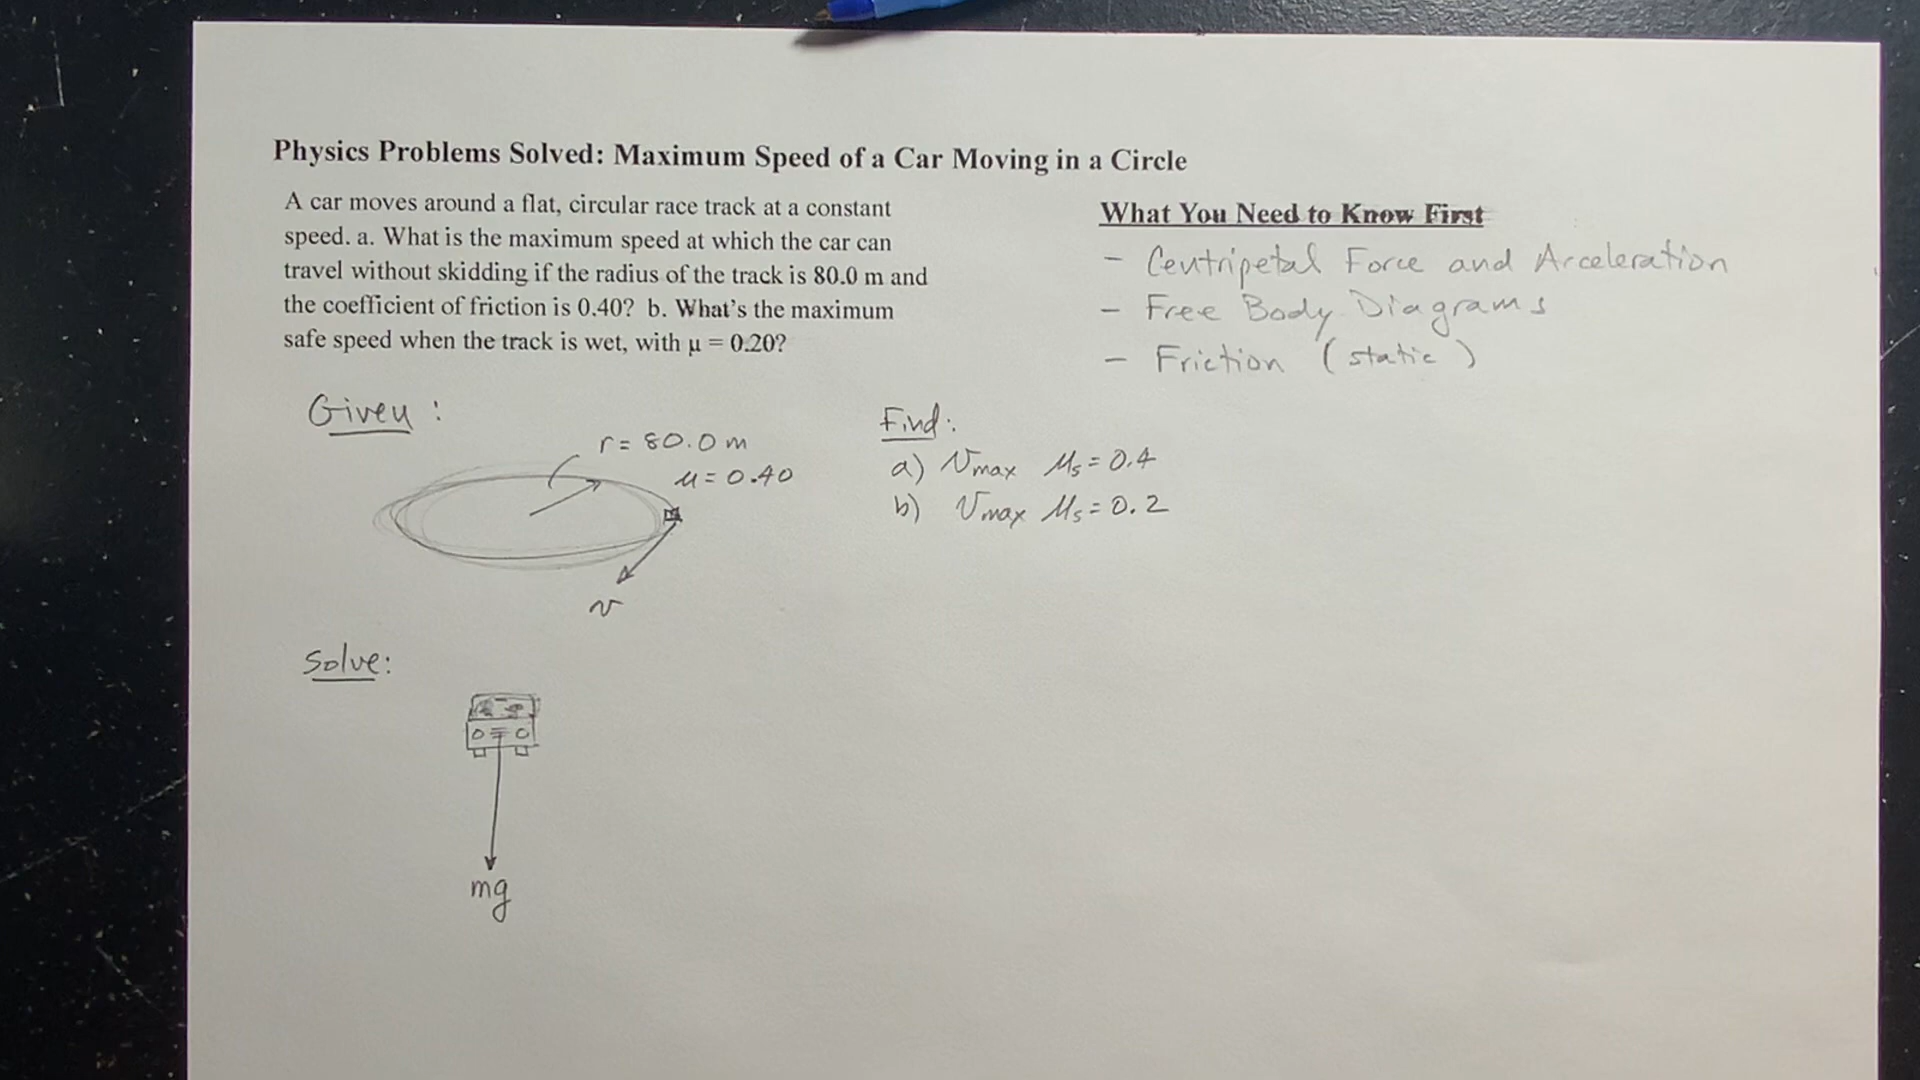 Physics Problems Solved: Maximum Speed of a Car Moving in a Circle
A car moves around a flat, circular race track at a constant
speed. a. What is the maximum speed at which the car can
travel without skidding if the radius of the track is 80.0 m and
the coefficient of friction is 0.40? b. What's the maximum
safe speed when the track is wet, with μ = 0.20?
What You Need to Know First
- Centripetal Force and Acceleration
- Free Body Diagrams
- Friction (static)
Given:
r = 80.0 m
μ = 0.40
v
Find:
a) vmax μs = 0.4
b) vmax μs = 0.2
Solve:
mg